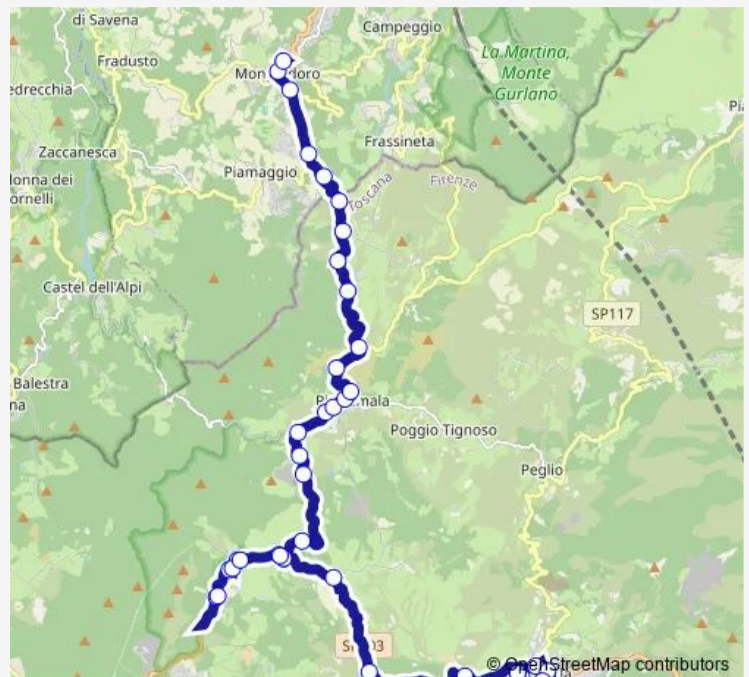 di Savena
Campeggio
Fradusto
La Martina,
Monte
Gurlano
edrecchia
Zaccanesca
Frassineta
Piamaggio
Toscana
Firenze
Castel dell'Alpi
SP117
Balestra
Poggio Tignoso
Peglio
© OpenStreetMap contributors